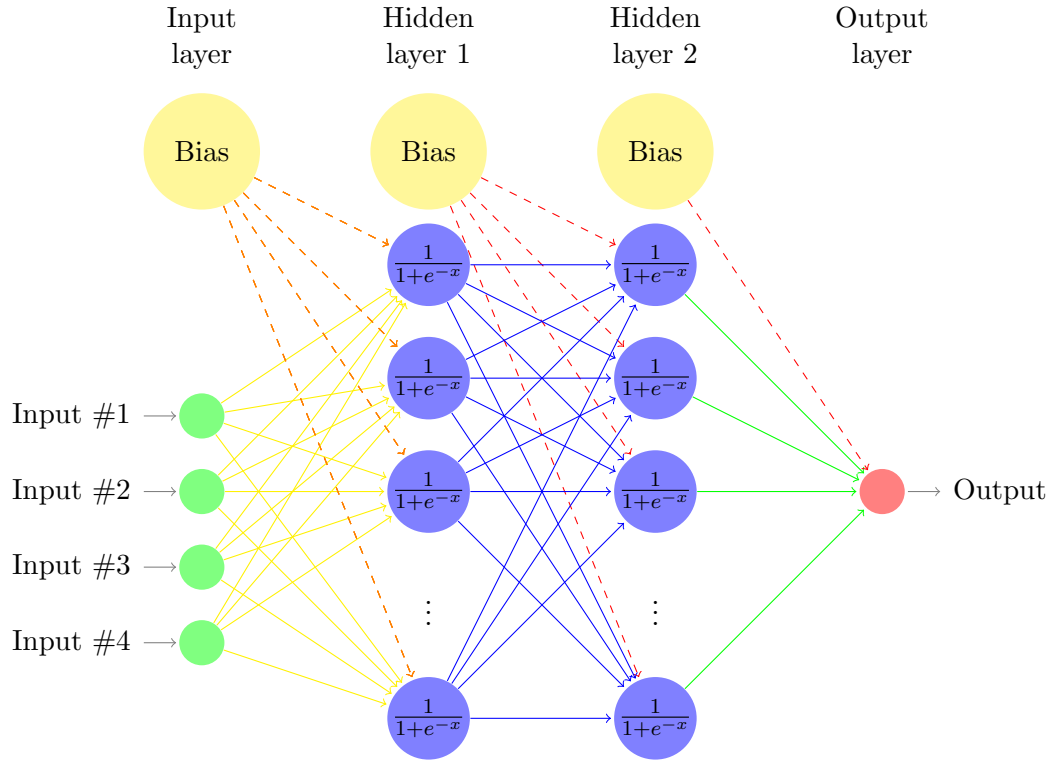 Input
layer
Hidden
layer 1
Hidden
layer 2
Output
layer
Bias
Bias
Bias
1/(1+e^{-x})
1/(1+e^{-x})
1/(1+e^{-x})
1/(1+e^{-x})
Input #1
Input #2
1/(1+e^{-x})
1/(1+e^{-x})
Output
Input #3
⋮
⋮
Input #4
1/(1+e^{-x})
1/(1+e^{-x})